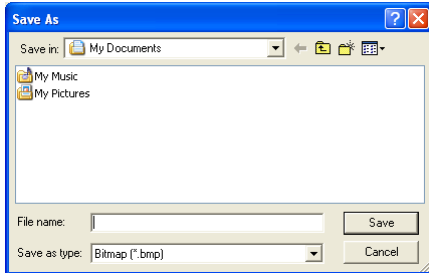 Save As
Save in: My Documents
My Music
My Pictures
File name: Save
Save as type: Bitmap (*.bmp) Cancel